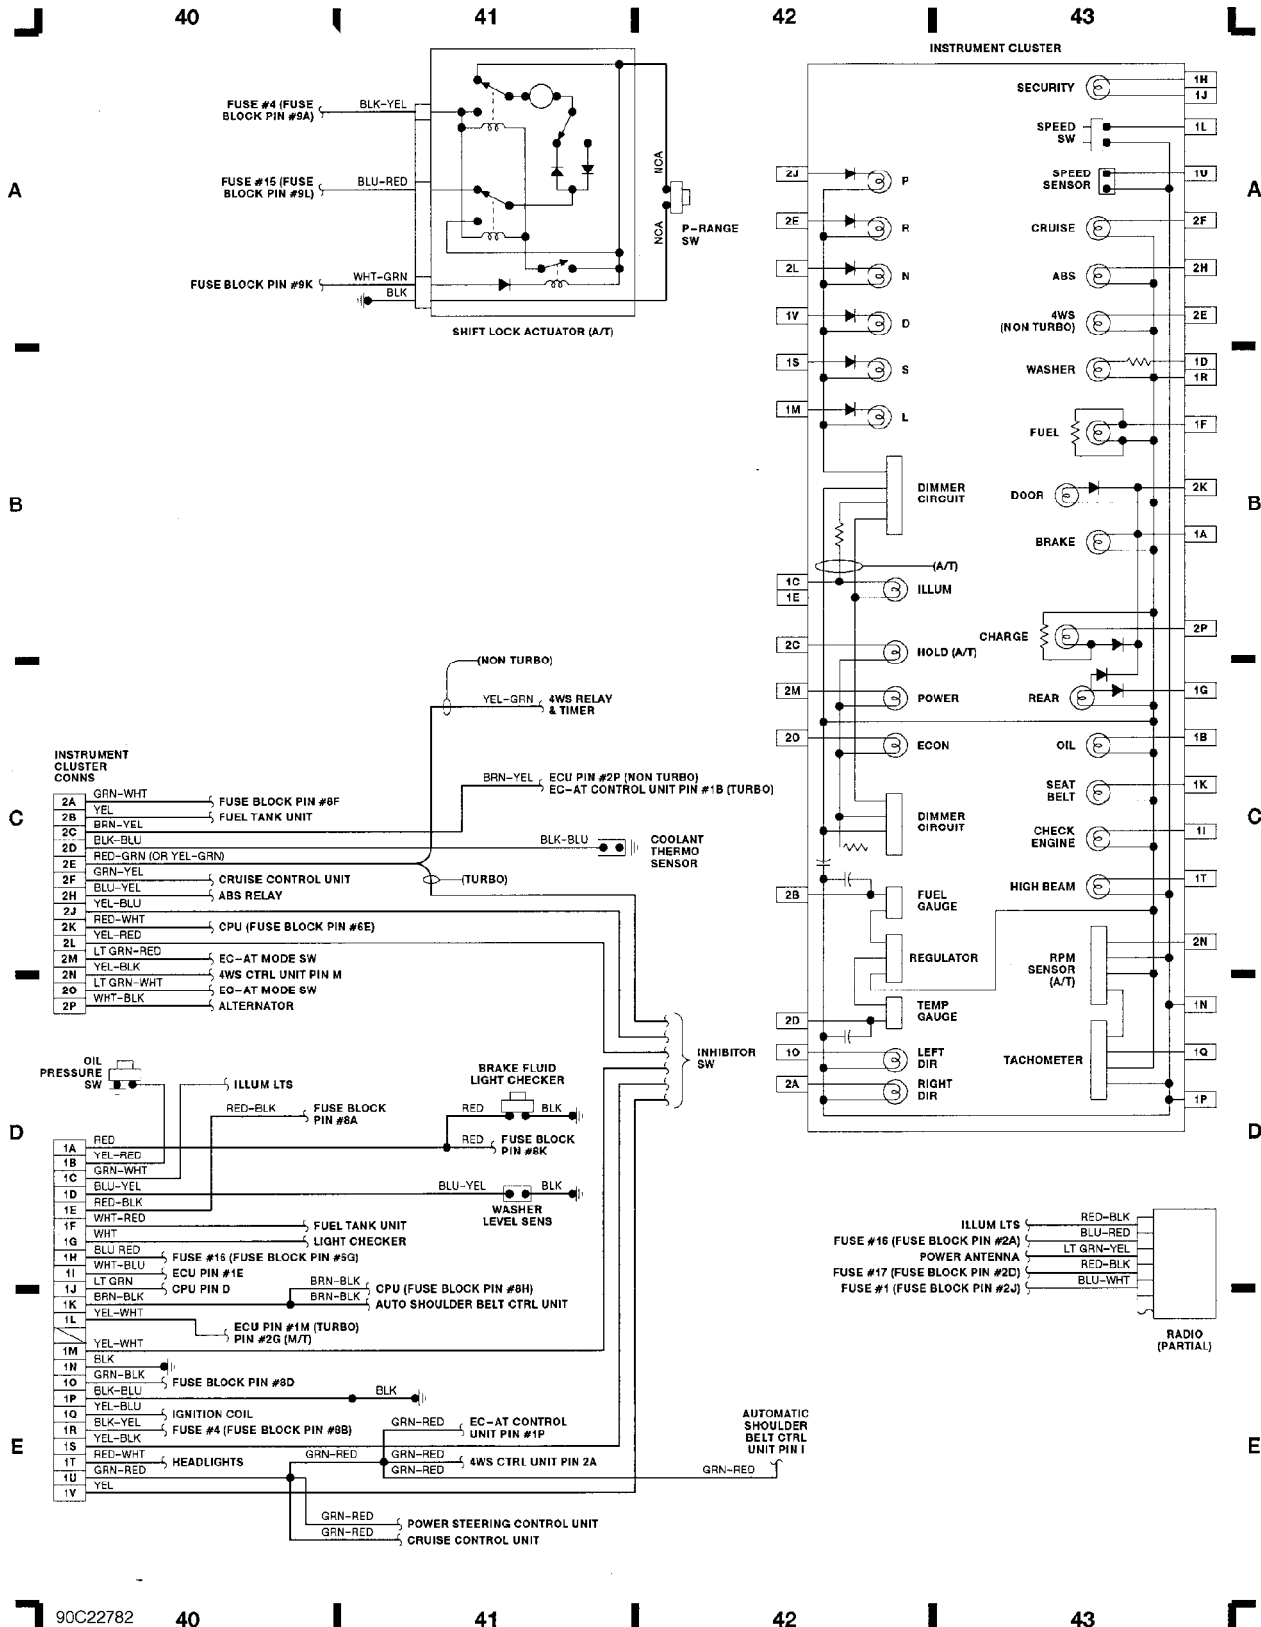 40 41 42 43
INSTRUMENT CLUSTER
FUSE #4 (FUSE
BLOCK PIN #9A)
BLK-YEL
FUSE #15 (FUSE
BLOCK PIN #9L)
BLU-RED
FUSE BLOCK PIN #9K
WHT-GRN
BLK
NCA
NCA
P-RANGE
SW
SHIFT LOCK ACTUATOR (A/T)
A
A
B
B
C
C
D
D
E
E
2J P
2E R
2L N
1V D
1S S
1M L
DIMMER
CIRCUIT
(A/T)
1C
1E
ILLUM
2C HOLD (A/T)
2M POWER
2O ECON
DIMMER
CIRCUIT
2B FUEL
GAUGE
REGULATOR
TEMP
GAUGE
2D
1O LEFT
DIR
2A RIGHT
DIR
SECURITY 1H
1J
SPEED
SW
1L
SPEED
SENSOR
1U
CRUISE 2F
ABS 2H
4WS
(NON TURBO)
2E
WASHER 1D
1R
FUEL 1F
DOOR 2K
BRAKE 1A
CHARGE 2P
REAR 1G
OIL 1B
SEAT
BELT
1K
CHECK
ENGINE
1I
HIGH BEAM 1T
RPM
SENSOR
(A/T)
2N
1N
TACHOMETER 1Q
1P
(NON TURBO)
YEL-GRN 4WS RELAY
& TIMER
INSTRUMENT
CLUSTER
CONNS
BRN-YEL ECU PIN #2P (NON TURBO)
EC-AT CONTROL UNIT PIN #1B (TURBO)
2A GRN-WHT FUSE BLOCK PIN #8F
2B YEL FUEL TANK UNIT
2C BRN-YEL
2D BLK-BLU BLK-BLU COOLANT
THERMO
SENSOR
2E RED-GRN (OR YEL-GRN)
2F GRN-YEL CRUISE CONTROL UNIT
(TURBO)
2H BLU-YEL ABS RELAY
2J YEL-BLU
2K RED-WHT CPU (FUSE BLOCK PIN #6E)
2L YEL-RED
2M LT GRN-RED EC-AT MODE SW
2N YEL-BLK 4WS CTRL UNIT PIN M
2O LT GRN-WHT EO-AT MODE SW
2P WHT-BLK ALTERNATOR
INHIBITOR
SW
OIL
PRESSURE
SW
ILLUM LTS
BRAKE FLUID
LIGHT CHECKER
RED-BLK FUSE BLOCK
PIN #8A
RED BLK
RED FUSE BLOCK
PIN #8K
1A RED
1B YEL-RED
1C GRN-WHT
1D BLU-YEL BLU-YEL BLK
WASHER
LEVEL SENS
1E RED-BLK
1F WHT-RED FUEL TANK UNIT
1G WHT LIGHT CHECKER
1H BLU RED FUSE #16 (FUSE BLOCK PIN #5G)
1I WHT-BLU ECU PIN #1E
1J LT GRN CPU PIN D
BRN-BLK CPU (FUSE BLOCK PIN #8H)
1K BRN-BLK BRN-BLK AUTO SHOULDER BELT CTRL UNIT
1L YEL-WHT
ECU PIN #1M (TURBO)
PIN #2G (M/T)
1M YEL-WHT
1N BLK
1O GRN-BLK FUSE BLOCK PIN #8D
1P BLK-BLU BLK
1Q YEL-BLU IGNITION COIL
1R BLK-YEL FUSE #4 (FUSE BLOCK PIN #8B)
1S YEL-BLK
1T RED-WHT HEADLIGHTS
1U GRN-RED
1V YEL
GRN-RED EC-AT CONTROL
UNIT PIN #1P
GRN-RED GRN-RED 4WS CTRL UNIT PIN 2A
GRN-RED GRN-RED
AUTOMATIC
SHOULDER
BELT CTRL
UNIT PIN I
GRN-RED POWER STEERING CONTROL UNIT
GRN-RED CRUISE CONTROL UNIT
ILLUM LTS RED-BLK
FUSE #16 (FUSE BLOCK PIN #2A) BLU-RED
POWER ANTENNA LT GRN-YEL
FUSE #17 (FUSE BLOCK PIN #2D) RED-BLK
FUSE #1 (FUSE BLOCK PIN #2J) BLU-WHT
RADIO
(PARTIAL)
90C22782
40 41 42 43